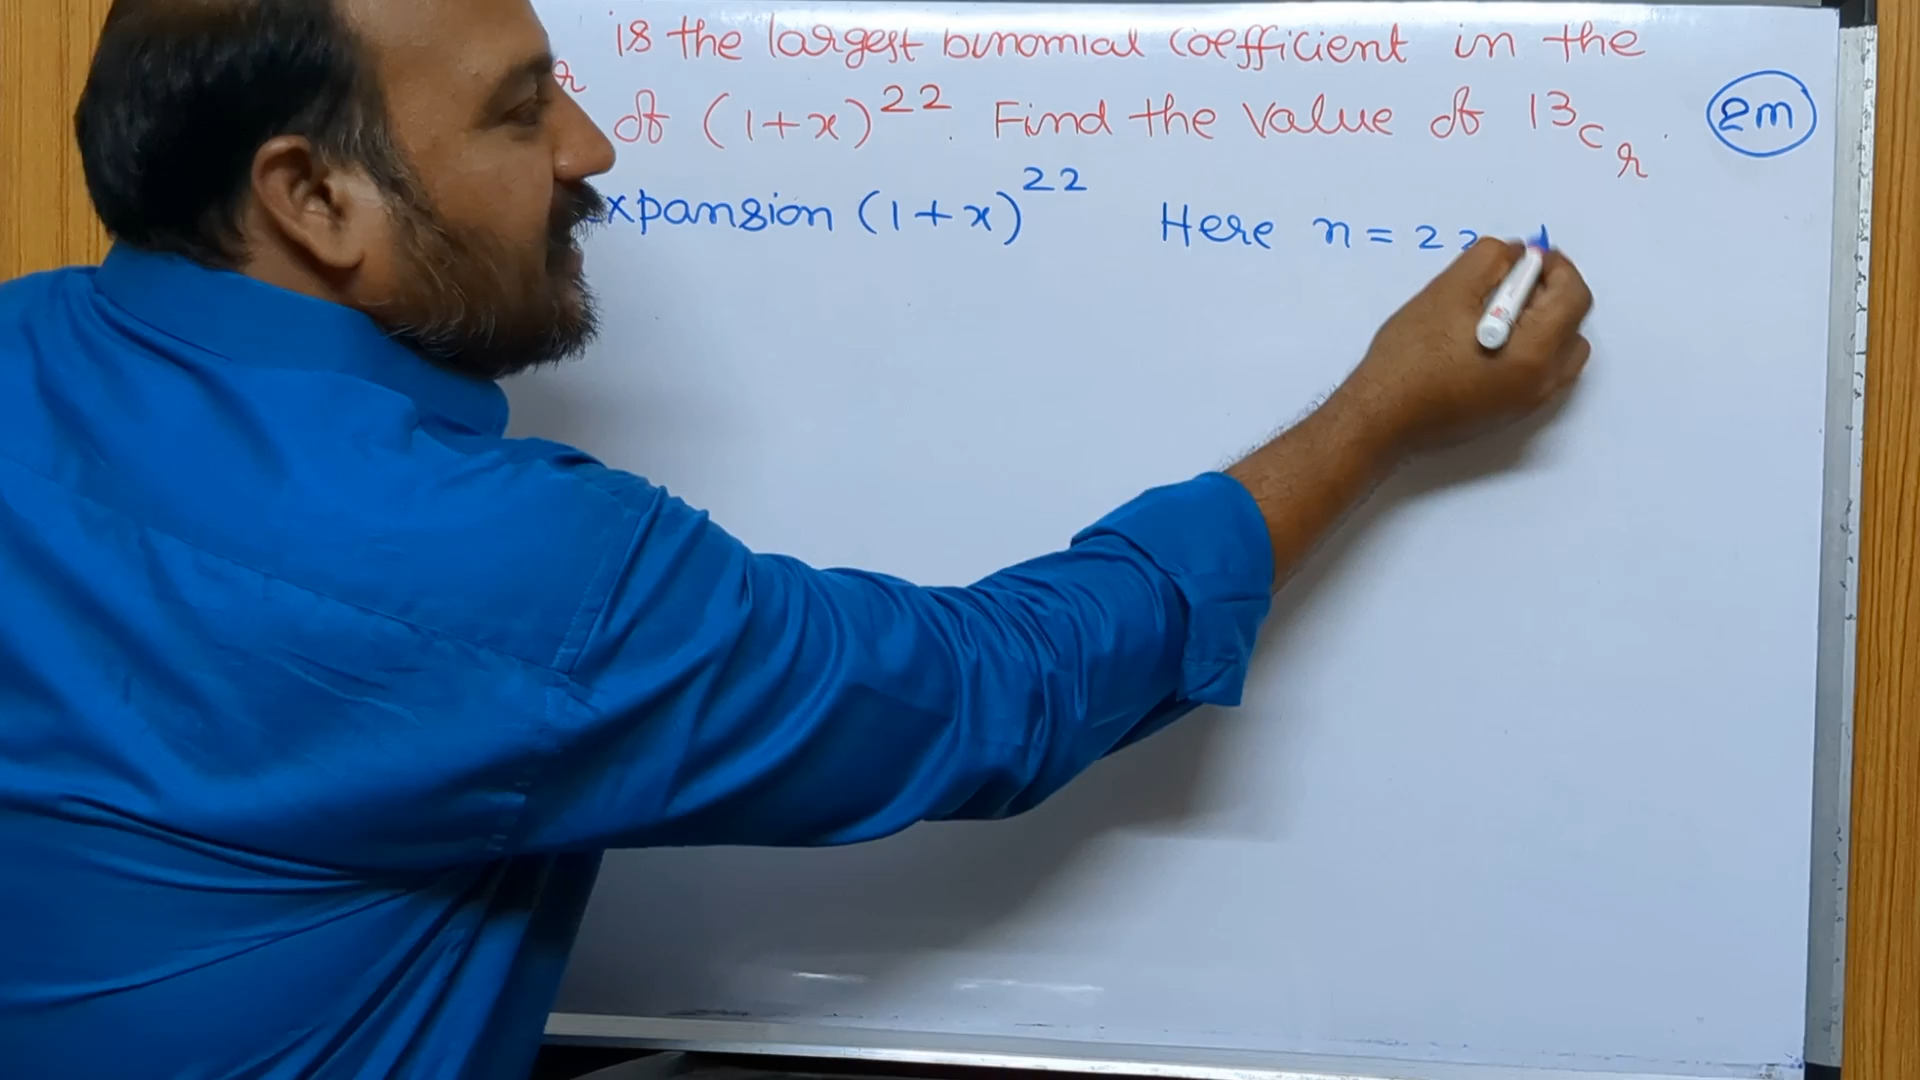 r is the largest binomial coefficient in the
of (1+x)²² Find the value of 13cᵣ. 2m
xpansion (1+x)²² Here n = 22